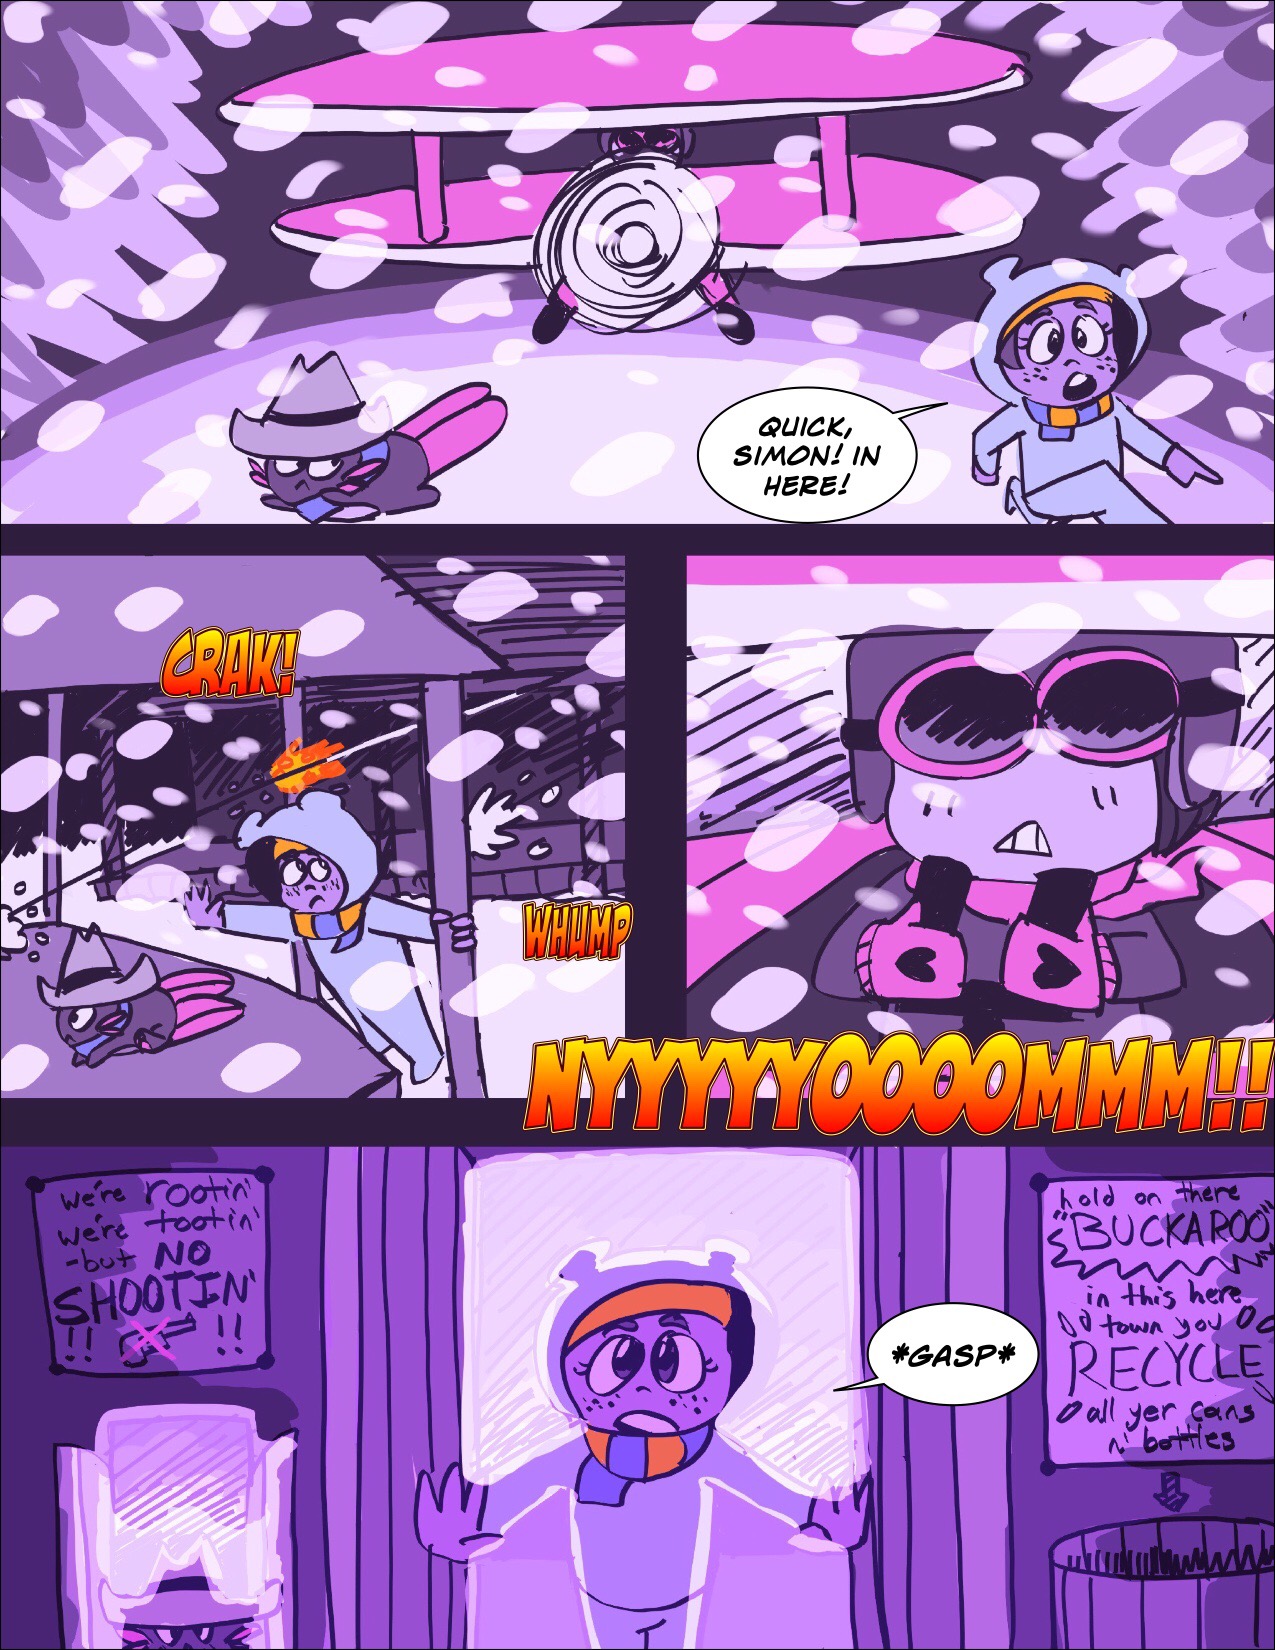 QUICK,
SIMON! IN
HERE!
CRAK!
WHUMP
NYYYYYOOOOMMM!!
we're rootin'
we're tootin'
-but NO
SHOOTIN'
!! !!
*GASP*
hold on there
"BUCKAROO"
in this here
town you
RECYCLE
all yer cans
n' bottles